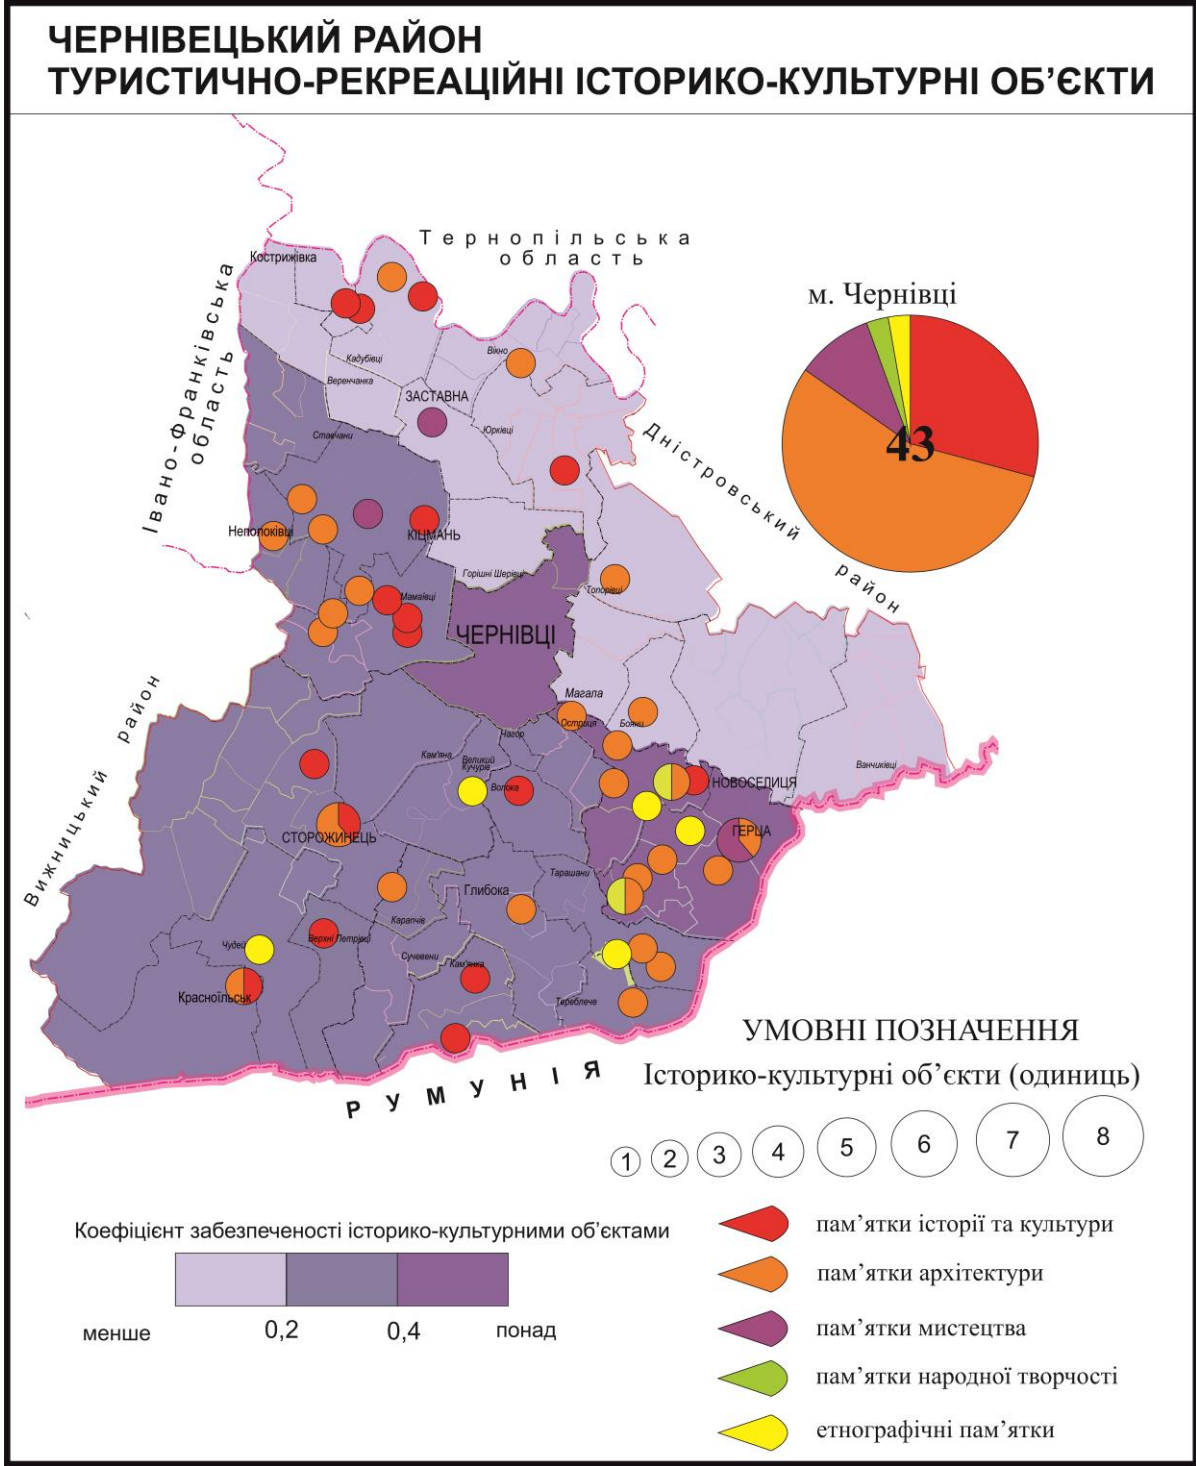 ЧЕРНІВЕЦЬКИЙ РАЙОН
ТУРИСТИЧНО-РЕКРЕАЦІЙНІ ІСТОРИКО-КУЛЬТУРНІ ОБ’ЄКТИ
Тернопільська
область
Івано-Франківська
область
м. Чернівці
43
Дністровський
район
Вижницький район
Кострижівка
Кадубівці
Веренчанка
Вікно
ЗАСТАВНА
Юрківці
Ставчани
Неполоківці
КІЦМАНЬ
Горішні Шерівці
Топорівці
Мамаївці
ЧЕРНІВЦІ
Магала
Остриця
Бояни
Чагор
Кам'яна
Великий
Кучурів
Волока
Ванчиківці
НОВОСЕЛИЦЯ
ГЕРЦА
СТОРОЖИНЕЦЬ
Тарашани
Глибока
Карапчів
Верхні Петрівці
Чудей
Сучевени
Кам'янка
Красноїльськ
Тереблече
РУМУНІЯ
УМОВНІ ПОЗНАЧЕННЯ
Історико-культурні об’єкти (одиниць)
1 2 3 4 5 6 7 8
Коефіцієнт забезпеченості історико-культурними об’єктами
менше 0,2 0,4 понад
пам’ятки історії та культури
пам’ятки архітектури
пам’ятки мистецтва
пам’ятки народної творчості
етнографічні пам’ятки